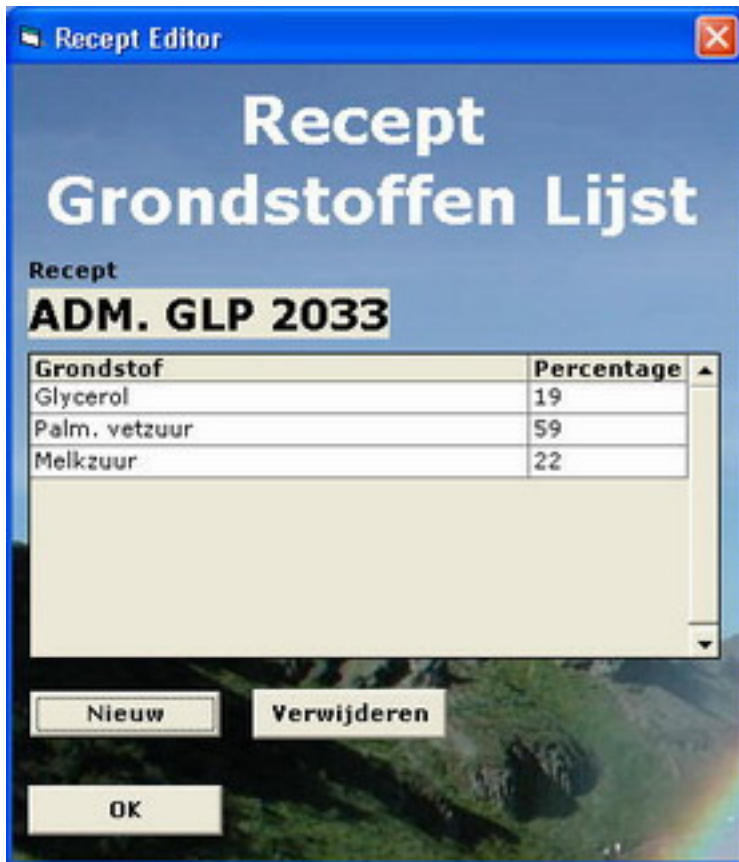 Recept Editor
Recept
Grondstoffen Lijst
Recept
ADM. GLP 2033
Grondstof Percentage
Glycerol 19
Palm. vetzuur 59
Melkzuur 22
Nieuw Verwijderen
OK